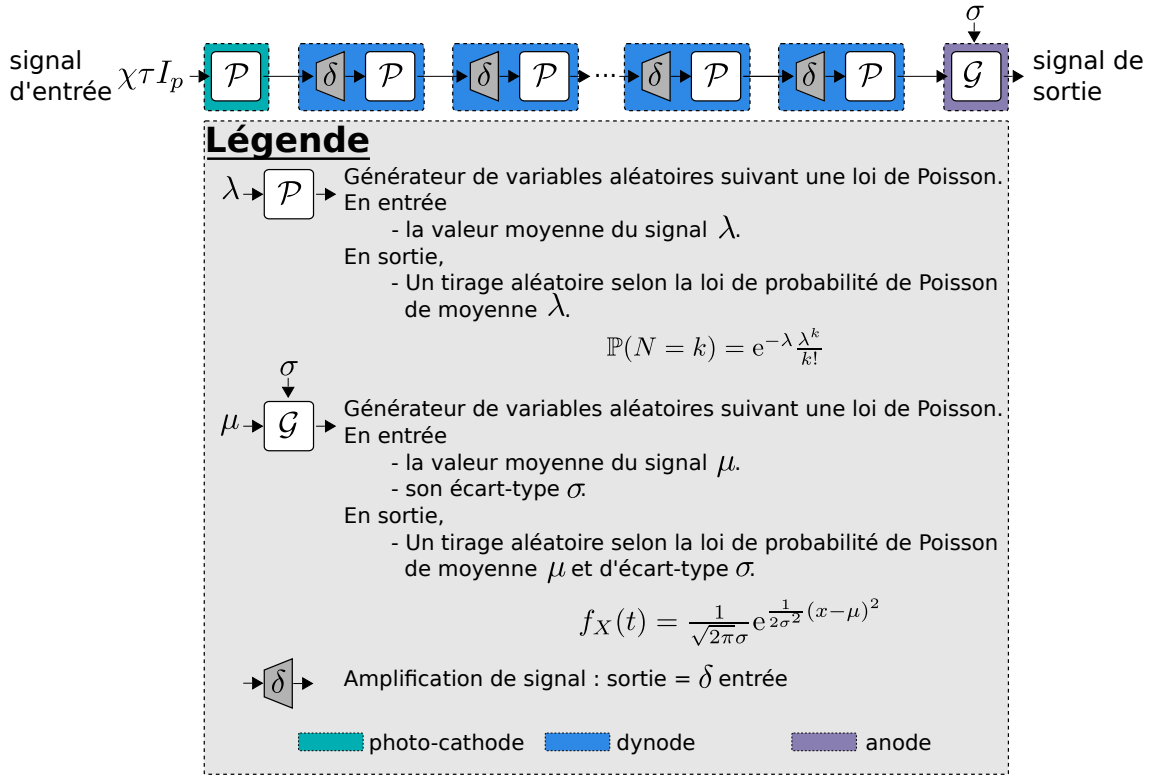 σ
signal d'entrée χτI_p 𝒫 δ 𝒫 δ 𝒫 ... δ 𝒫 δ 𝒫 𝒢 signal de sortie
Légende
λ 𝒫 Générateur de variables aléatoires suivant une loi de Poisson.
En entrée
- la valeur moyenne du signal λ.
En sortie,
- Un tirage aléatoire selon la loi de probabilité de Poisson
de moyenne λ.
ℙ(N = k) = e^{-λ} λ^k/k!
σ
μ 𝒢 Générateur de variables aléatoires suivant une loi de Poisson.
En entrée
- la valeur moyenne du signal μ.
- son écart-type σ.
En sortie,
- Un tirage aléatoire selon la loi de probabilité de Poisson
de moyenne μ et d'écart-type σ.
f_X(t) = 1/(√(2π)σ) e^{1/(2σ^2) (x−μ)^2}
δ Amplification de signal : sortie = δ entrée
photo-cathode dynode anode